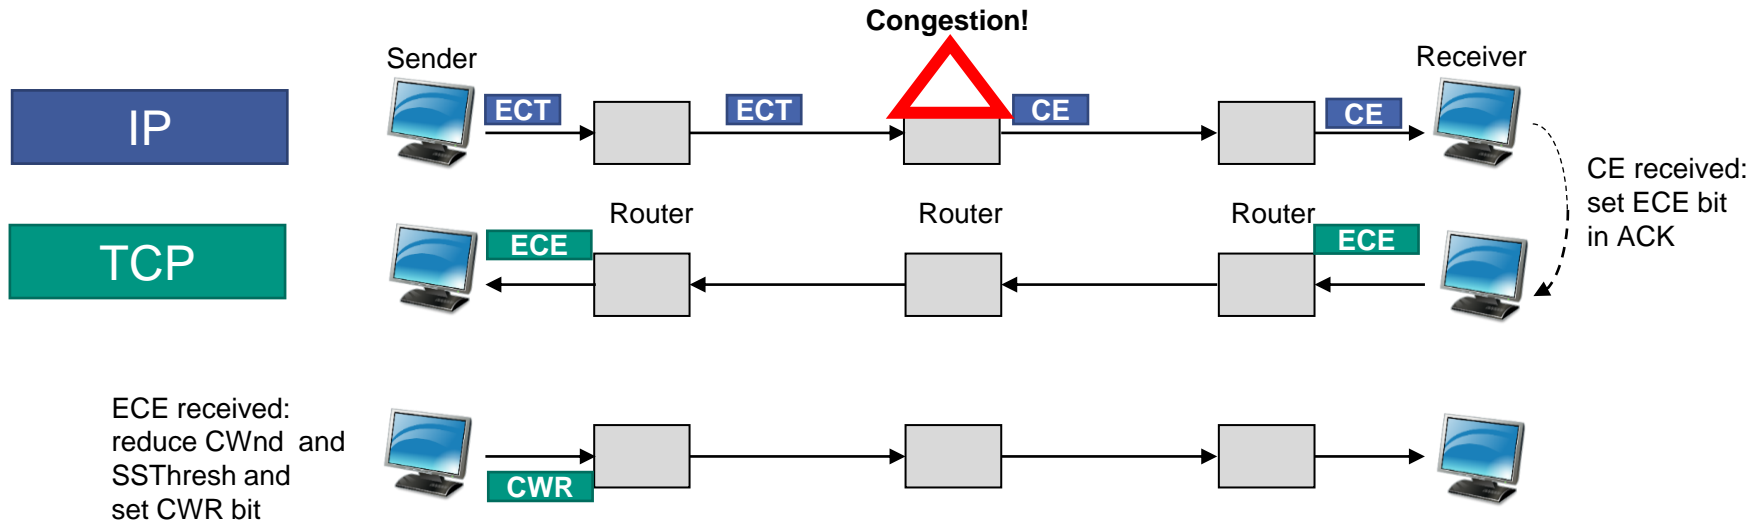 Congestion!
Sender
Receiver
IP
ECT
ECT
CE
CE
CE received:
set ECE bit
in ACK
TCP
Router
Router
Router
ECE
ECE
ECE received:
reduce CWnd and
SSThresh and
set CWR bit
CWR